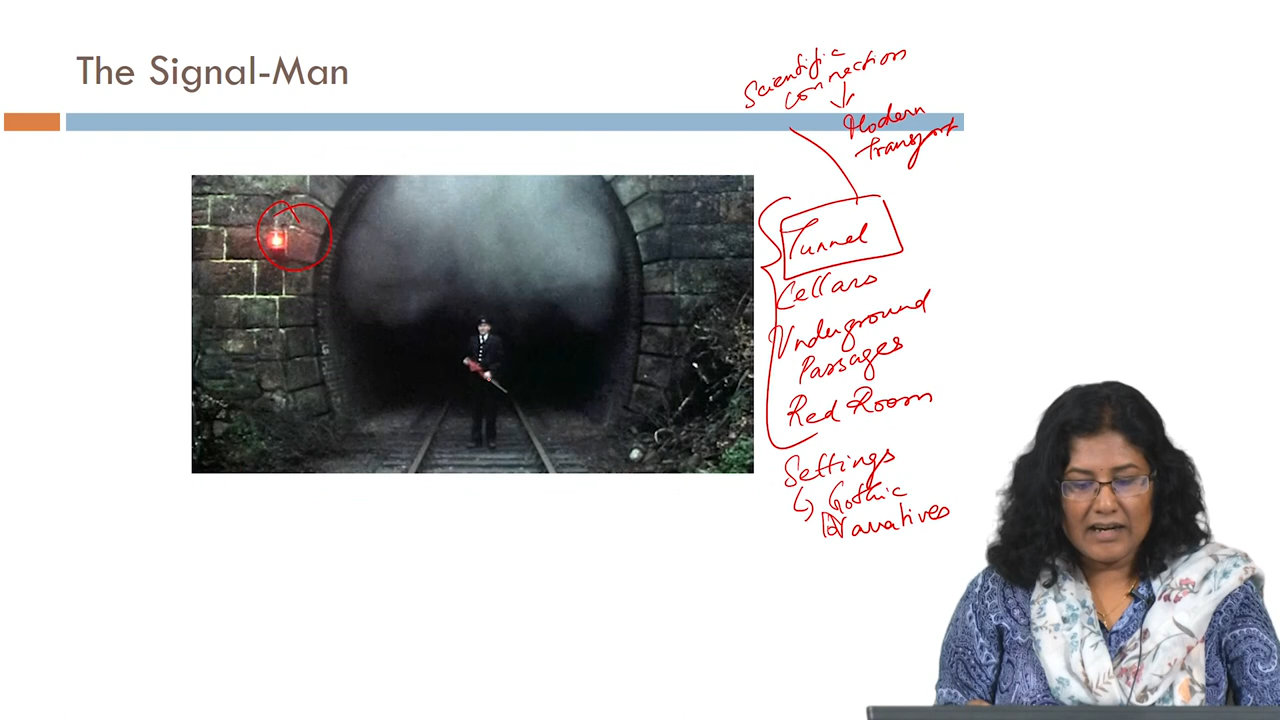 The Signal-Man
Scientific
connection
Modern
Transport
Tunnel
Cellars
Underground
Passages
Red Room
Settings
Gothic
Narratives